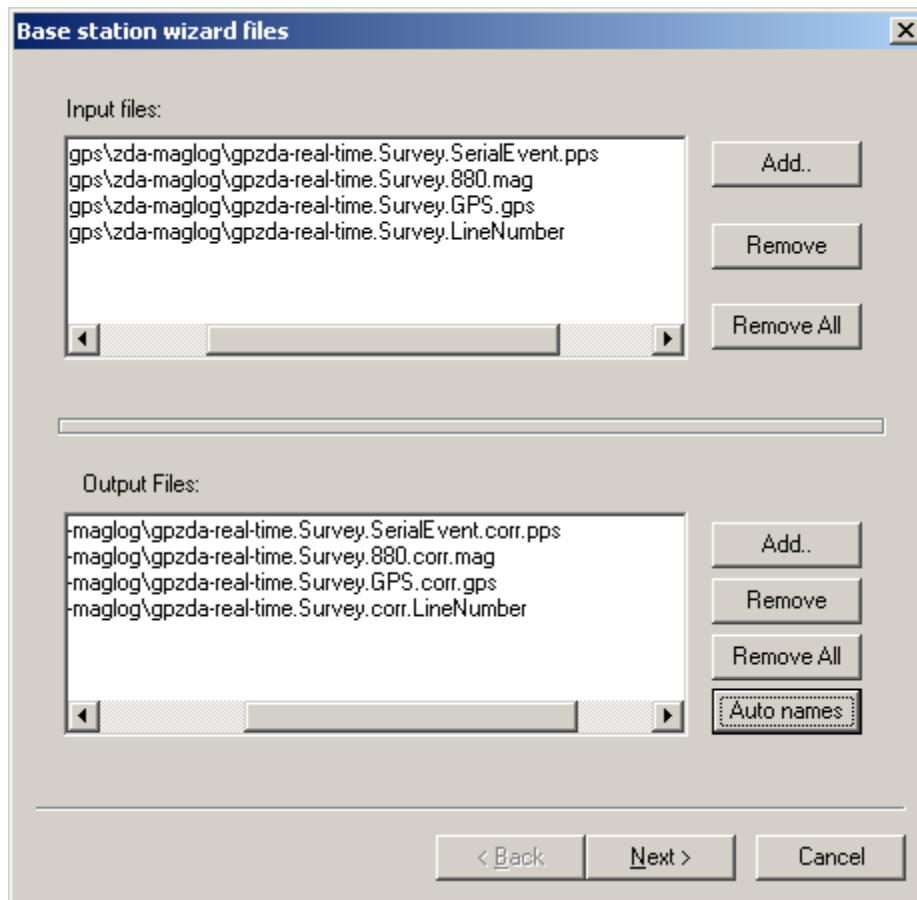 Base station wizard files
Input files:
gps\zda-maglog\gpzda-real-time.Survey.SerialEvent.pps
gps\zda-maglog\gpzda-real-time.Survey.880.mag
gps\zda-maglog\gpzda-real-time.Survey.GPS.gps
gps\zda-maglog\gpzda-real-time.Survey.LineNumber
Add..
Remove
Remove All
Output Files:
-maglog\gpzda-real-time.Survey.SerialEvent.corr.pps
-maglog\gpzda-real-time.Survey.880.corr.mag
-maglog\gpzda-real-time.Survey.GPS.corr.gps
-maglog\gpzda-real-time.Survey.corr.LineNumber
Add..
Remove
Remove All
Auto names
< Back
Next >
Cancel